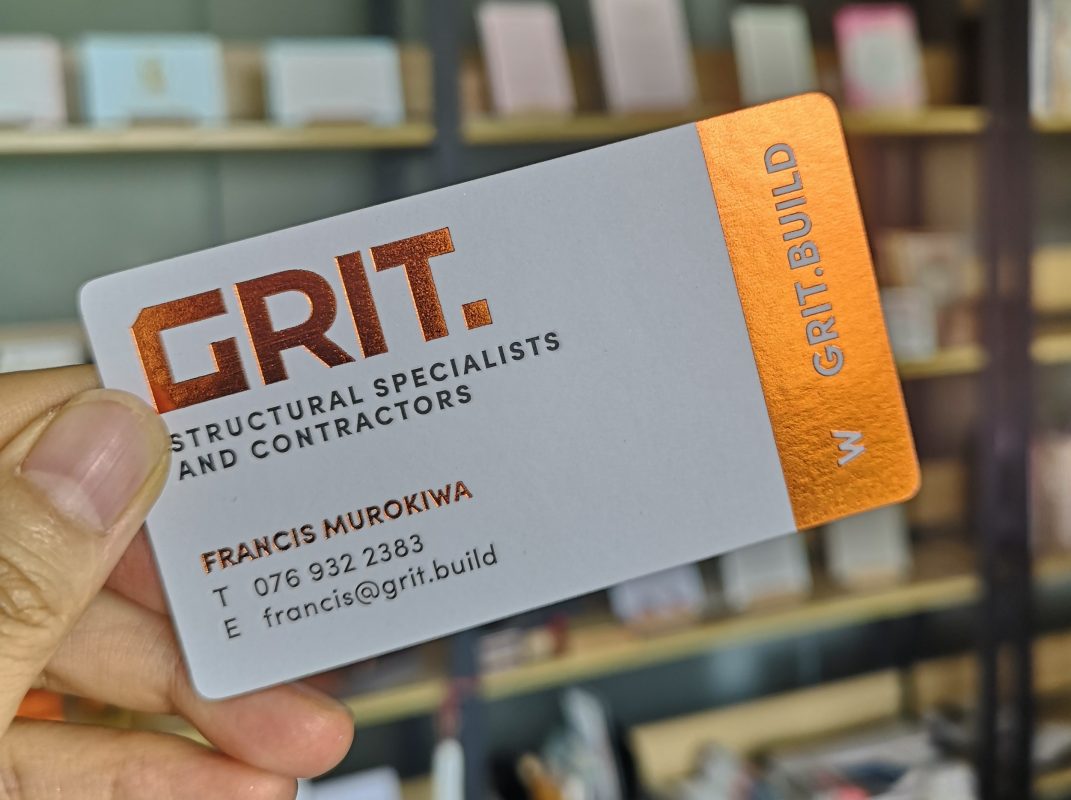 GRIT.
STRUCTURAL SPECIALISTS
AND CONTRACTORS
FRANCIS MUROKIWA
T 076 932 2383
E francis@grit.build
W GRIT.BUILD